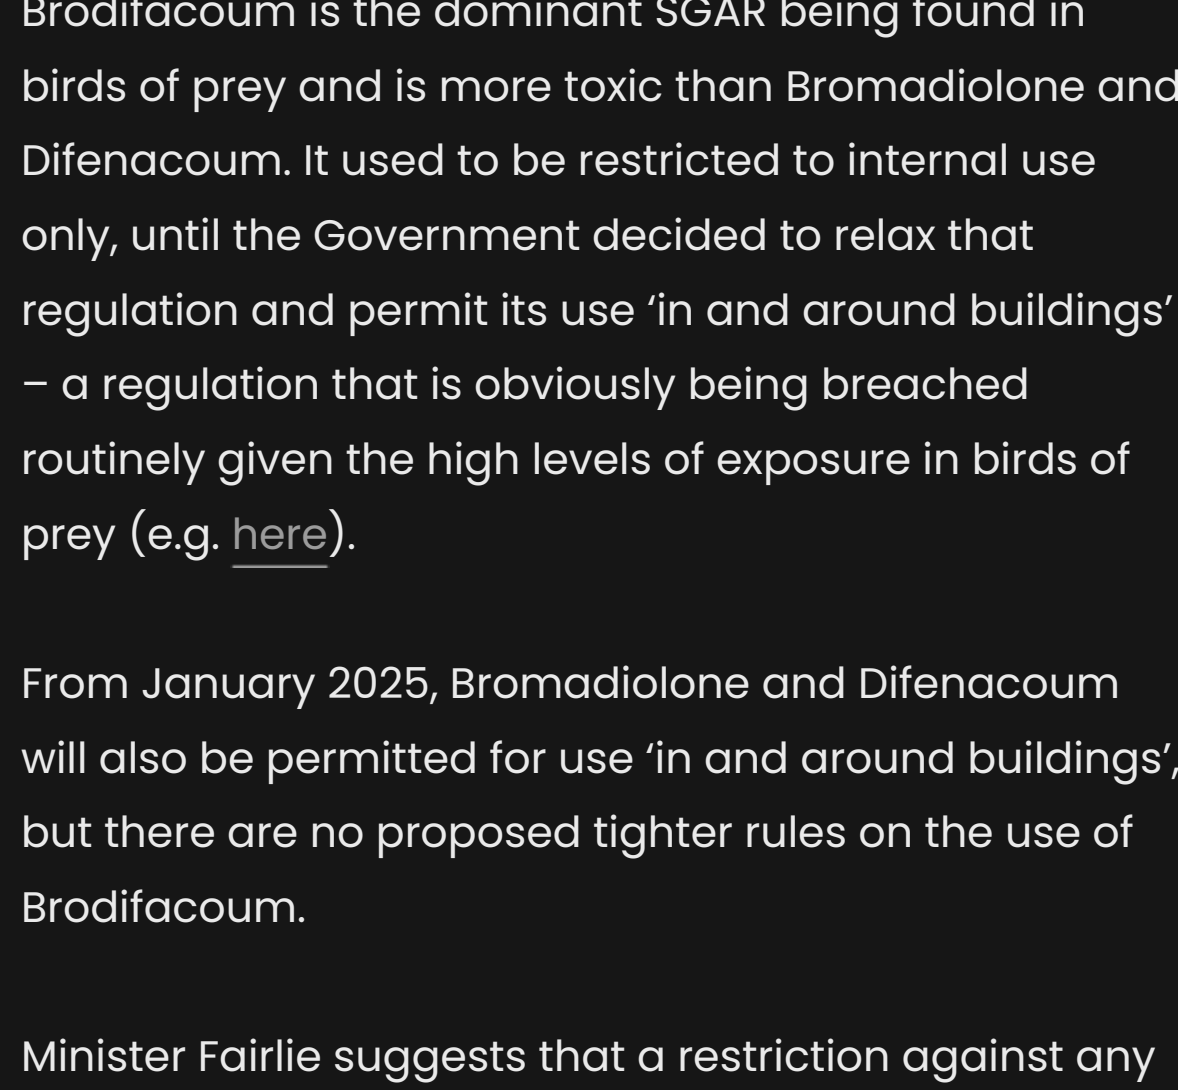 Brodifacoum is the dominant SGAR being found in
birds of prey and is more toxic than Bromadiolone and
Difenacoum. It used to be restricted to internal use
only, until the Government decided to relax that
regulation and permit its use ‘in and around buildings’
– a regulation that is obviously being breached
routinely given the high levels of exposure in birds of
prey (e.g. here).
From January 2025, Bromadiolone and Difenacoum
will also be permitted for use ‘in and around buildings’,
but there are no proposed tighter rules on the use of
Brodifacoum.
Minister Fairlie suggests that a restriction against any